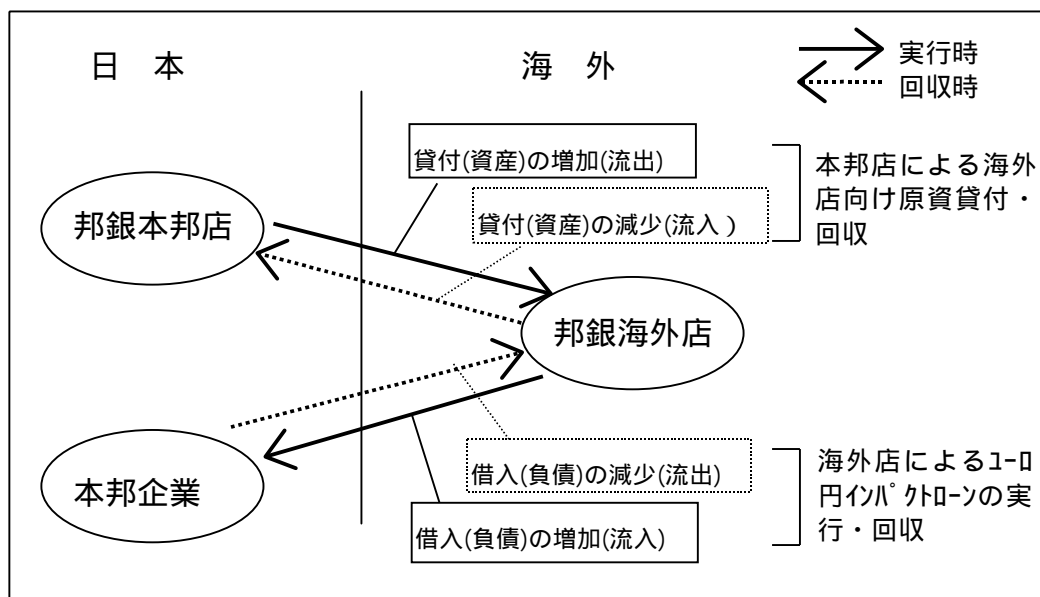 日 本
海 外
実行時
回収時
貸付(資産)の増加(流出)
貸付(資産)の減少(流入)
本邦店による海外
店向け原資貸付・
回収
邦銀本邦店
邦銀海外店
本邦企業
借入(負債)の減少(流出)
借入(負債)の増加(流入)
海外店によるﾕｰﾛ
円ｲﾝﾊﾟｸﾄﾛｰﾝの実
行・回収